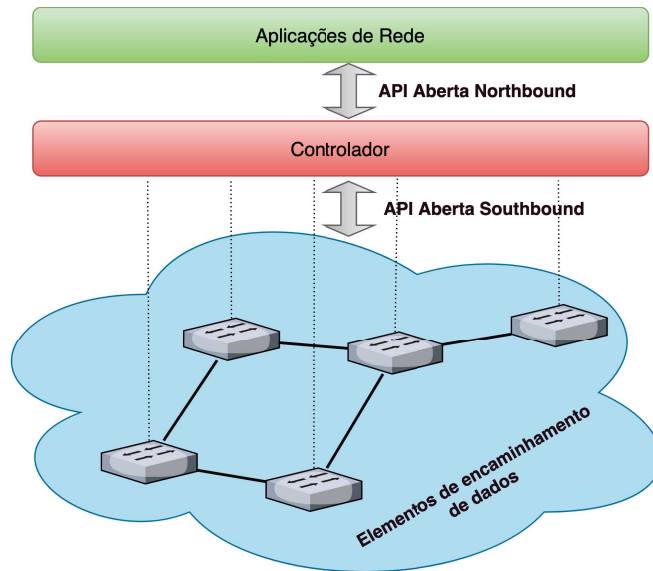 Aplicações de Rede
API Aberta Northbound
Controlador
API Aberta Southbound
Elementos de encaminhamento
de dados